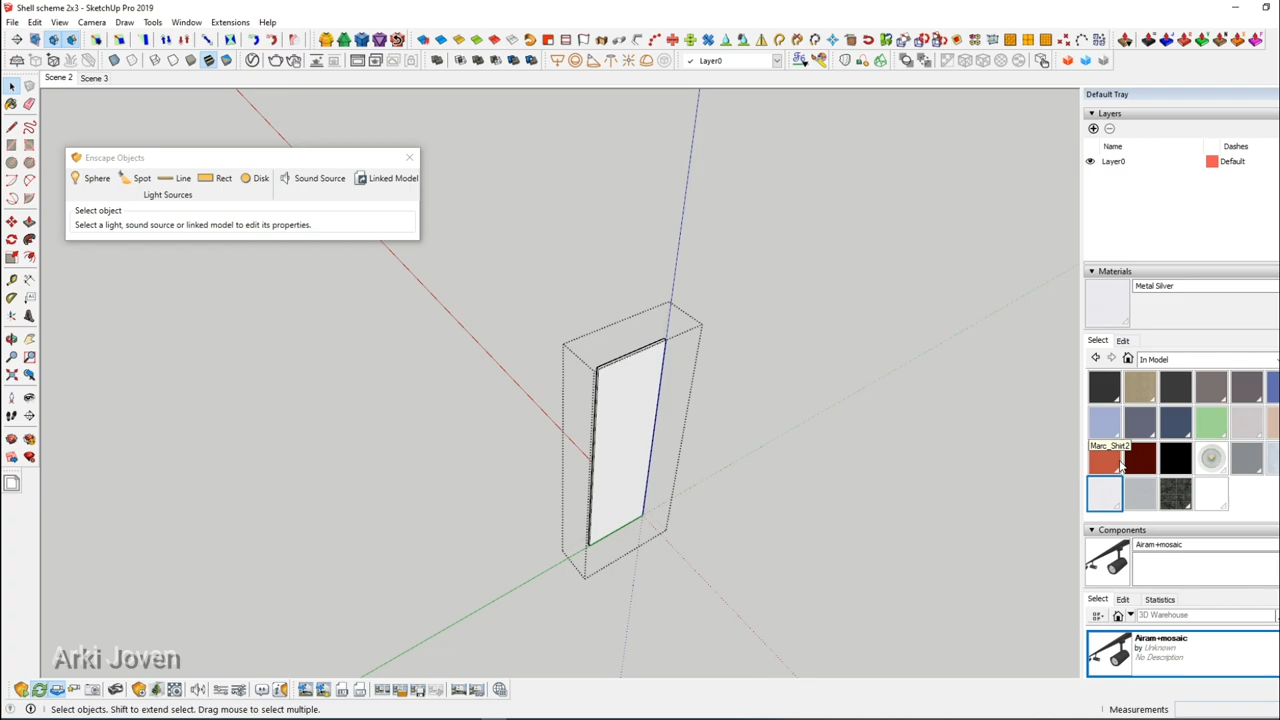 Shell scheme 2x3 - SketchUp Pro 2019
File Edit View Camera Draw Tools Window Extensions Help
Layer0
Scene 2 Scene 3
Default Tray
Layers
Name Dashes
Layer0 Default
Enscape Objects
Sphere Spot Line Rect Disk Sound Source Linked Model
Light Sources
Select object
Select a light, sound source or linked model to edit its properties.
Materials
Metal Silver
Select Edit
In Model
Marc_Shirt2
Components
Airam+mosaic
Select Edit Statistics
3D Warehouse
Airam+mosaic
by Unknown
No Description
Arki Joven
Select objects. Shift to extend select. Drag mouse to select multiple.
Measurements